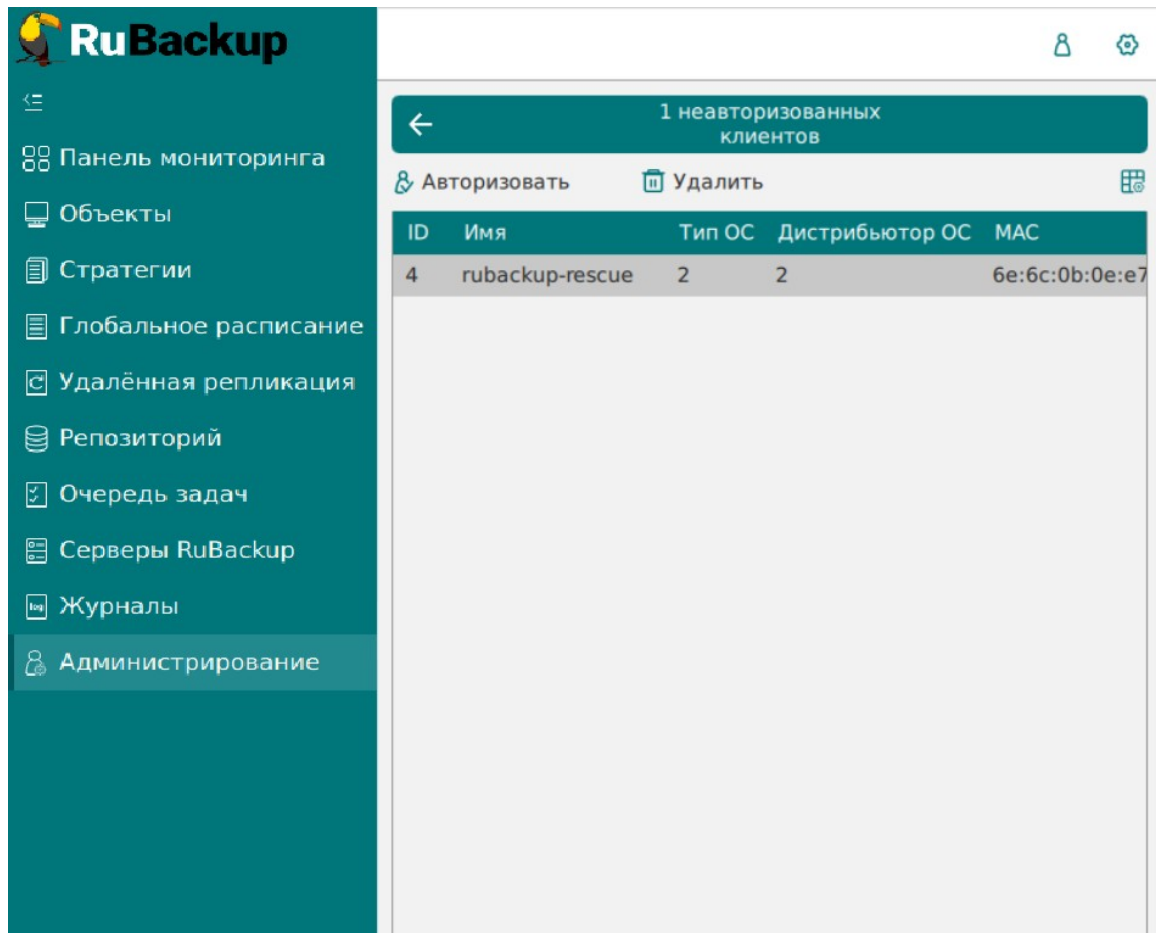 RuBackup
Панель мониторинга
Объекты
Стратегии
Глобальное расписание
Удалённая репликация
Репозиторий
Очередь задач
Серверы RuBackup
log Журналы
Администрирование
1 неавторизованных
клиентов
Авторизовать Удалить
ID Имя Тип ОС Дистрибьютор ОС MAC
4 rubackup-rescue 2 2 6e:6c:0b:0e:e7